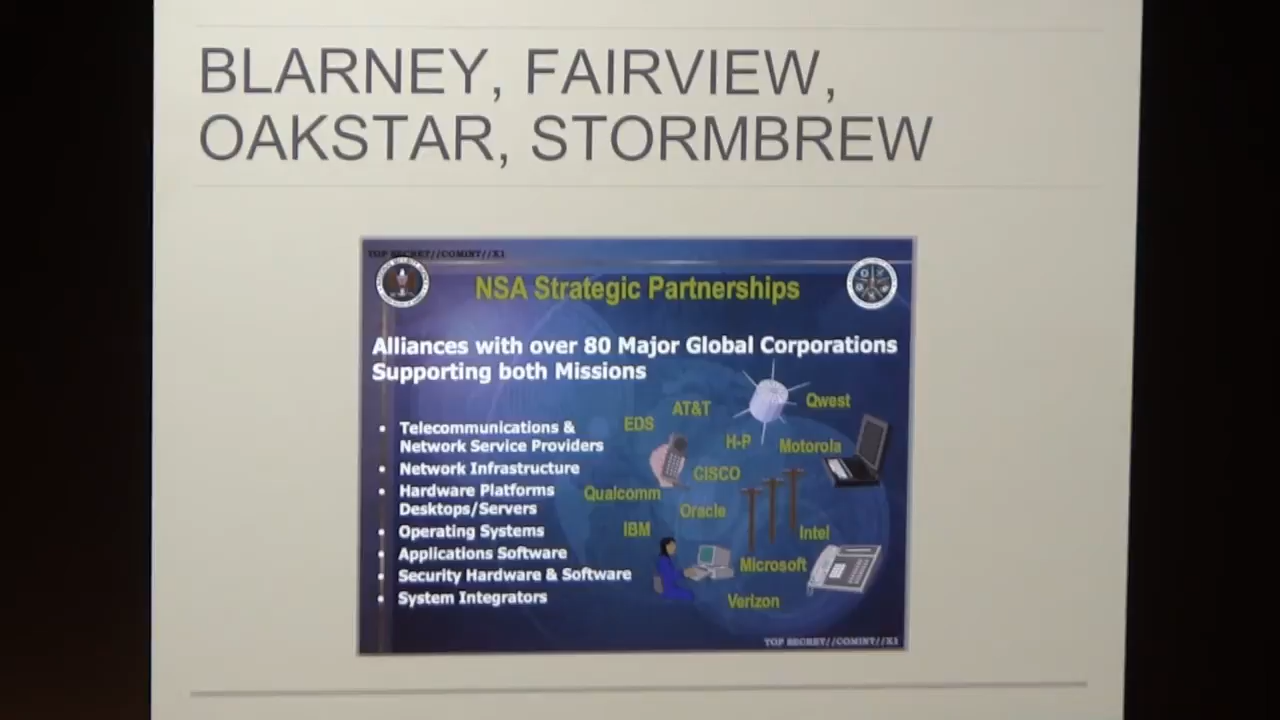 BLARNEY, FAIRVIEW,
OAKSTAR, STORMBREW
TOP SECRET//COMINT//X1
NSA Strategic Partnerships
Alliances with over 80 Major Global Corporations
Supporting both Missions
• Telecommunications &
Network Service Providers
• Network Infrastructure
• Hardware Platforms
Desktops/Servers
• Operating Systems
• Applications Software
• Security Hardware & Software
• System Integrators
Qwest
AT&T
EDS
H-P
Motorola
CISCO
Qualcomm
Oracle
IBM
Intel
Microsoft
Verizon
TOP SECRET//COMINT//X1